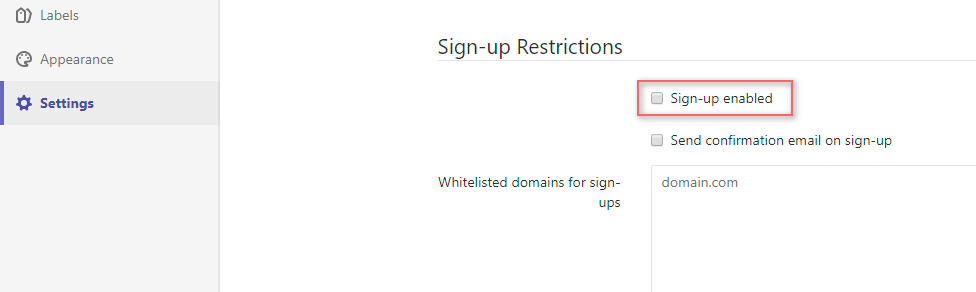 Labels
Appearance
Settings
Sign-up Restrictions
Sign-up enabled
Send confirmation email on sign-up
Whitelisted domains for sign-
ups
domain.com